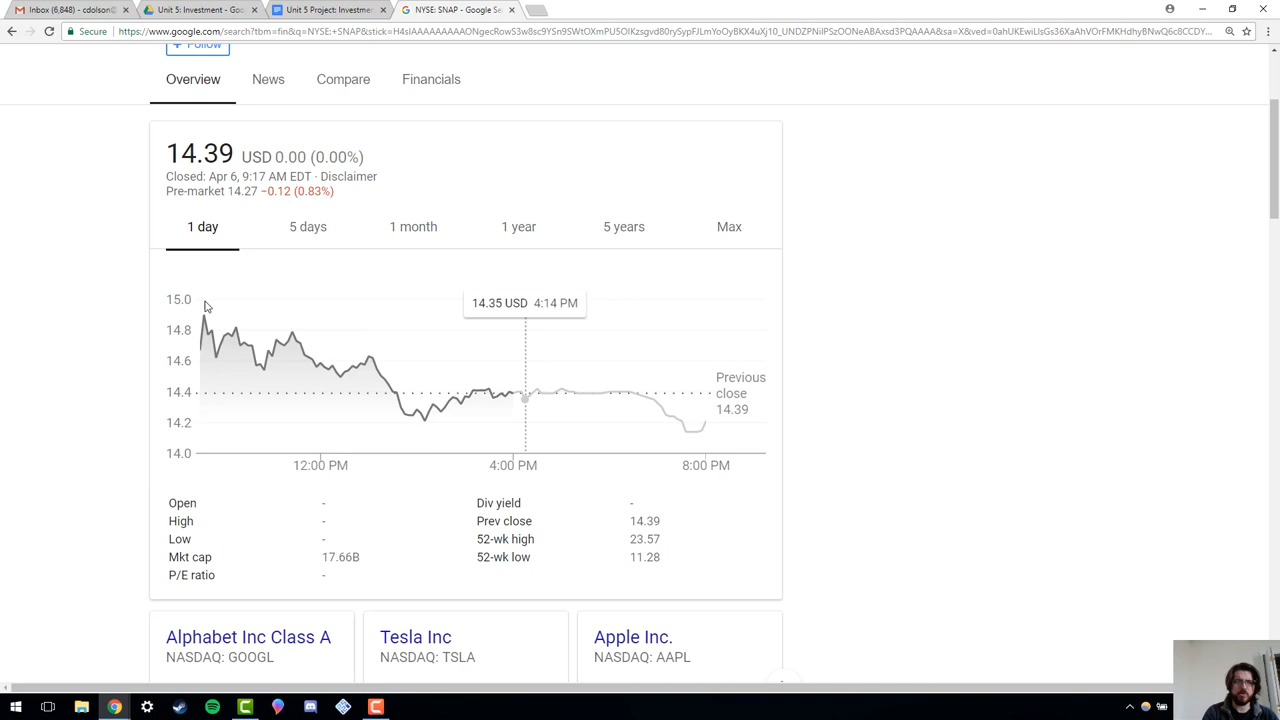 Inbox (6,848) - cdolson@
Unit 5: Investment - Goo
Unit 5 Project: Investme
NYSE: SNAP - Google Se
Secure
+ Follow
Overview
News
Compare
Financials
14.39 USD 0.00 (0.00%)
Closed: Apr 6, 9:17 AM EDT · Disclaimer
Pre-market 14.27 −0.12 (0.83%)
1 day
5 days
1 month
1 year
5 years
Max
15.0
14.8
14.6
14.4
14.2
14.0
14.35 USD 4:14 PM
Previous
close
14.39
12:00 PM
4:00 PM
8:00 PM
Open -
High -
Low -
Mkt cap 17.66B
P/E ratio -
Div yield -
Prev close 14.39
52-wk high 23.57
52-wk low 11.28
Alphabet Inc Class A
NASDAQ: GOOGL
Tesla Inc
NASDAQ: TSLA
Apple Inc.
NASDAQ: AAPL